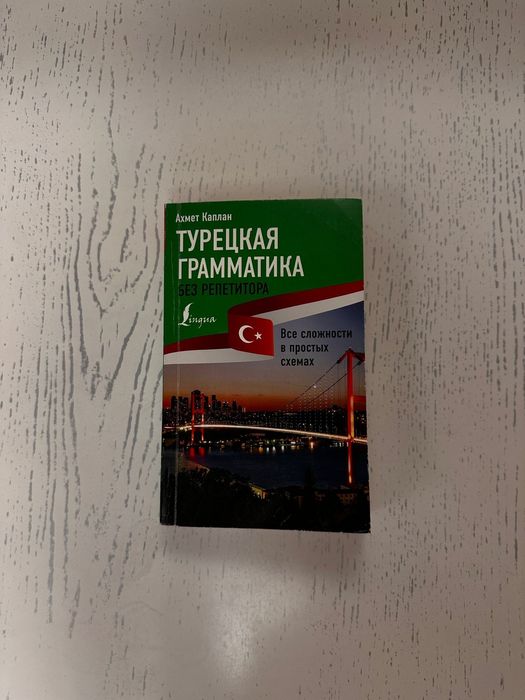 Ахмет Каплан
ТУРЕЦКАЯ
ГРАММАТИКА
БЕЗ РЕПЕТИТОРА
Lingua
Все сложности
в простых
схемах